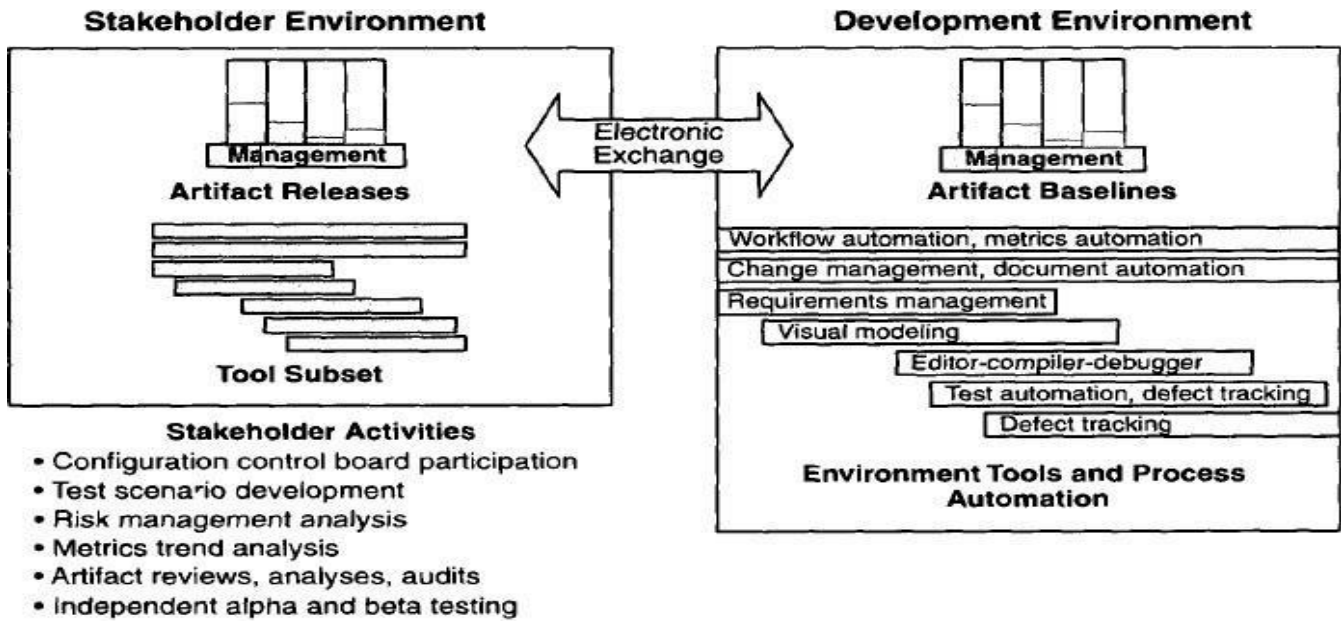 Stakeholder Environment
Management
Artifact Releases
Tool Subset
Stakeholder Activities
• Configuration control board participation
• Test scenario development
• Risk management analysis
• Metrics trend analysis
• Artifact reviews, analyses, audits
• Independent alpha and beta testing
Electronic
Exchange
Development Environment
Management
Artifact Baselines
Workflow automation, metrics automation
Change management, document automation
Requirements management
Visual modeling
Editor-compiler-debugger
Test automation, defect tracking
Defect tracking
Environment Tools and Process
Automation